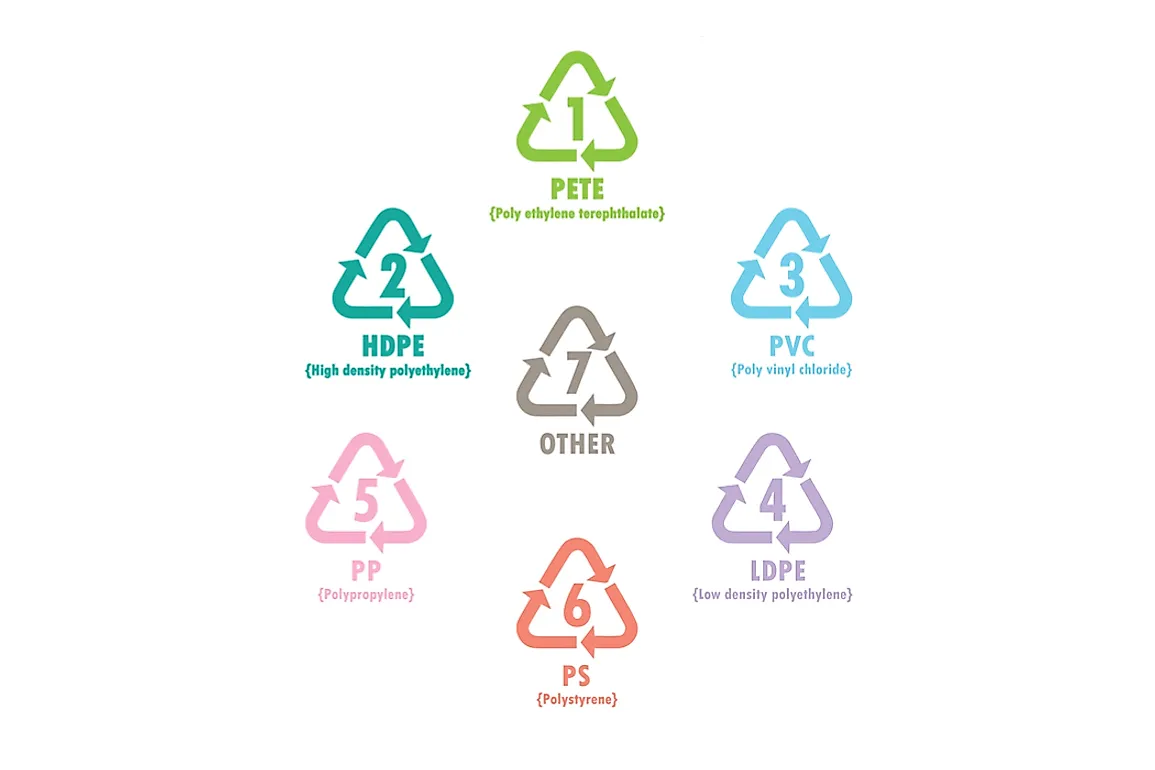 1
PETE
{Poly ethylene terephthalate}
2
HDPE
{High density polyethylene}
3
PVC
{Poly vinyl chloride}
7
OTHER
5
PP
{Polypropylene}
4
LDPE
{Low density polyethylene}
6
PS
{Polystyrene}